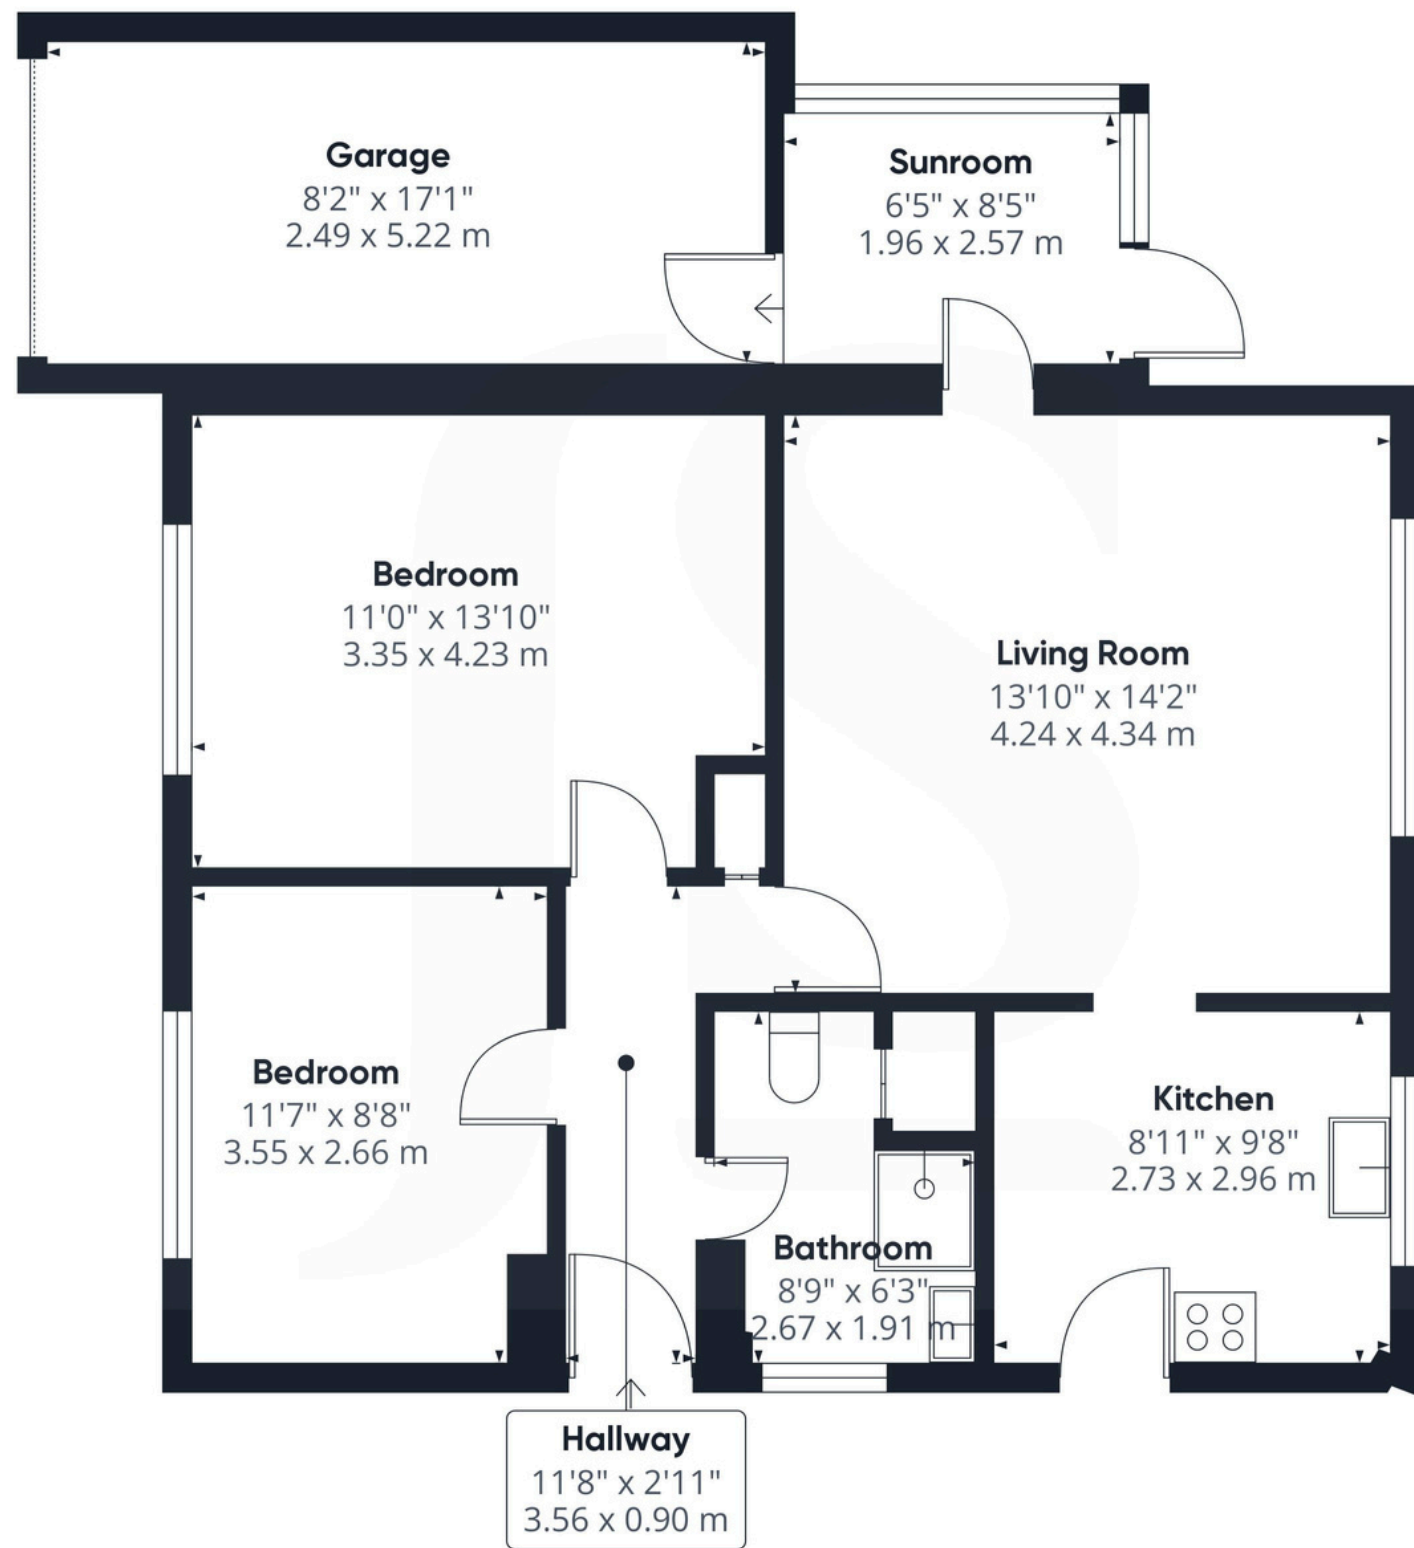 Garage
8'2" x 17'1"
2.49 x 5.22 m
Sunroom
6'5" x 8'5"
1.96 x 2.57 m
Bedroom
11'0" x 13'10"
3.35 x 4.23 m
Living Room
13'10" x 14'2"
4.24 x 4.34 m
Bedroom
11'7" x 8'8"
3.55 x 2.66 m
Kitchen
8'11" x 9'8"
2.73 x 2.96 m
Bathroom
8'9" x 6'3"
2.67 x 1.91 m
Hallway
11'8" x 2'11"
3.56 x 0.90 m